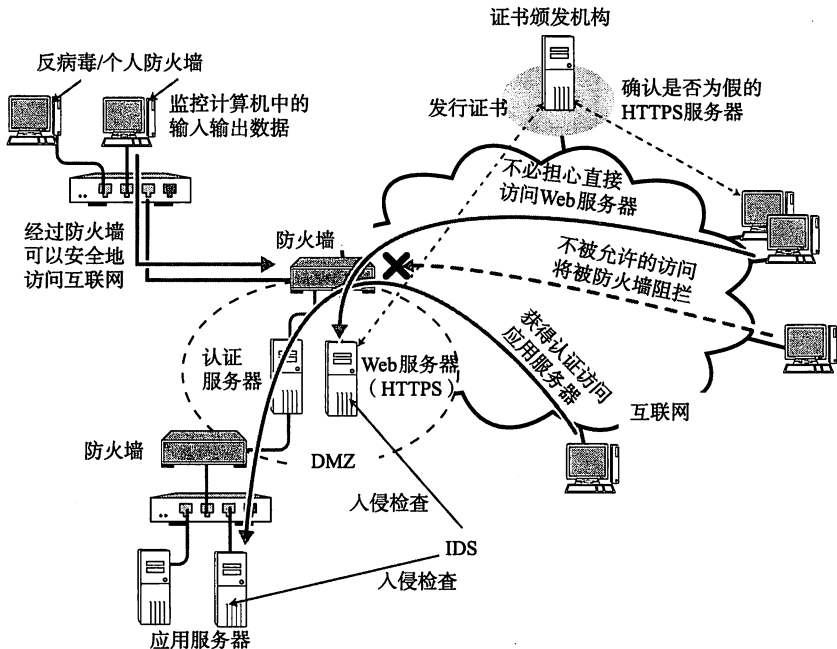 证书颁发机构
反病毒/个人防火墙
监控计算机中的
输入输出数据
发行证书
确认是否为假的
HTTPS服务器
不必担心直接
访问Web服务器
经过防火墙
可以安全地
访问互联网
防火墙
不被允许的访问
将被防火墙阻拦
获得认证访问
应用服务器
认证
服务器
Web服务器
（HTTPS）
互联网
防火墙
DMZ
入侵检查
IDS
入侵检查
应用服务器